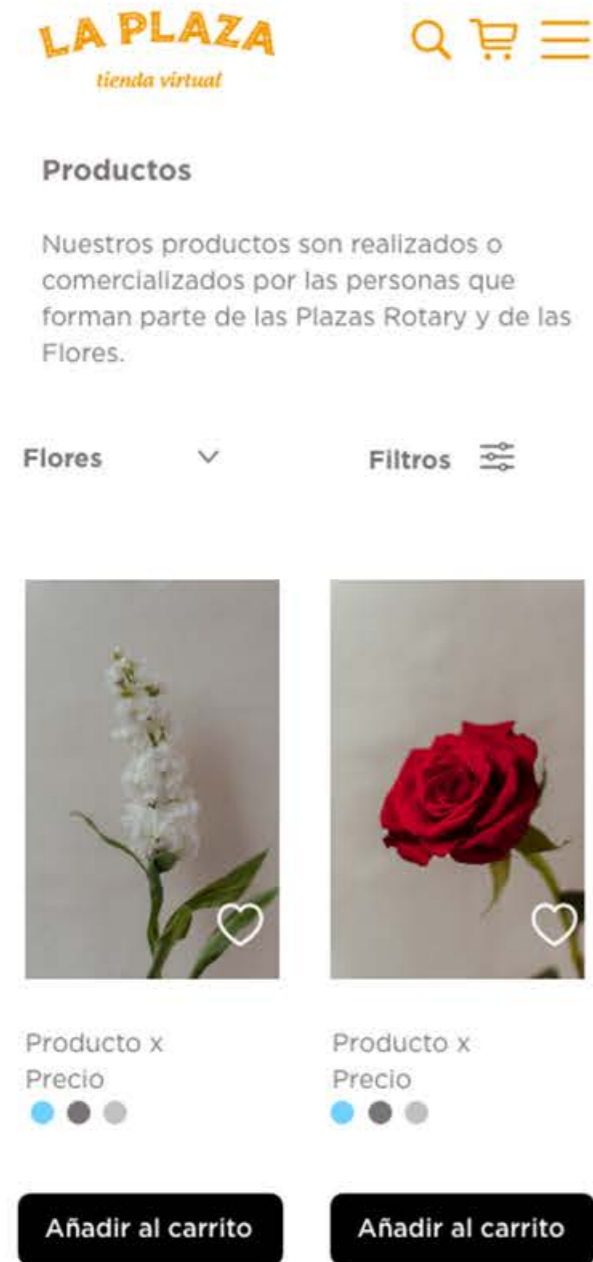 LA PLAZA
tienda virtual
Productos
Nuestros productos son realizados o
comercializados por las personas que
forman parte de las Plazas Rotary y de las
Flores.
Flores
Filtros
Producto x
Precio
Producto x
Precio
Añadir al carrito
Añadir al carrito